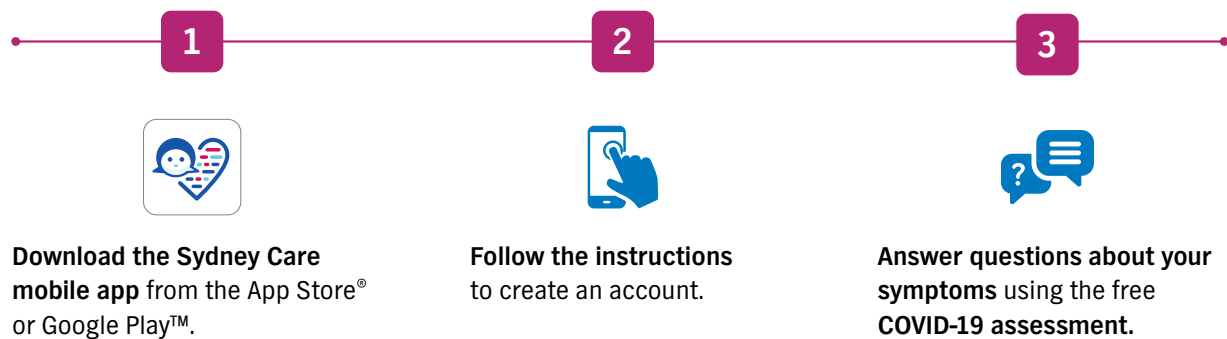 1
2
3
?
Download the Sydney Care
mobile app from the App Store®
or Google Play™.
Follow the instructions
to create an account.
Answer questions about your
symptoms using the free
COVID-19 assessment.